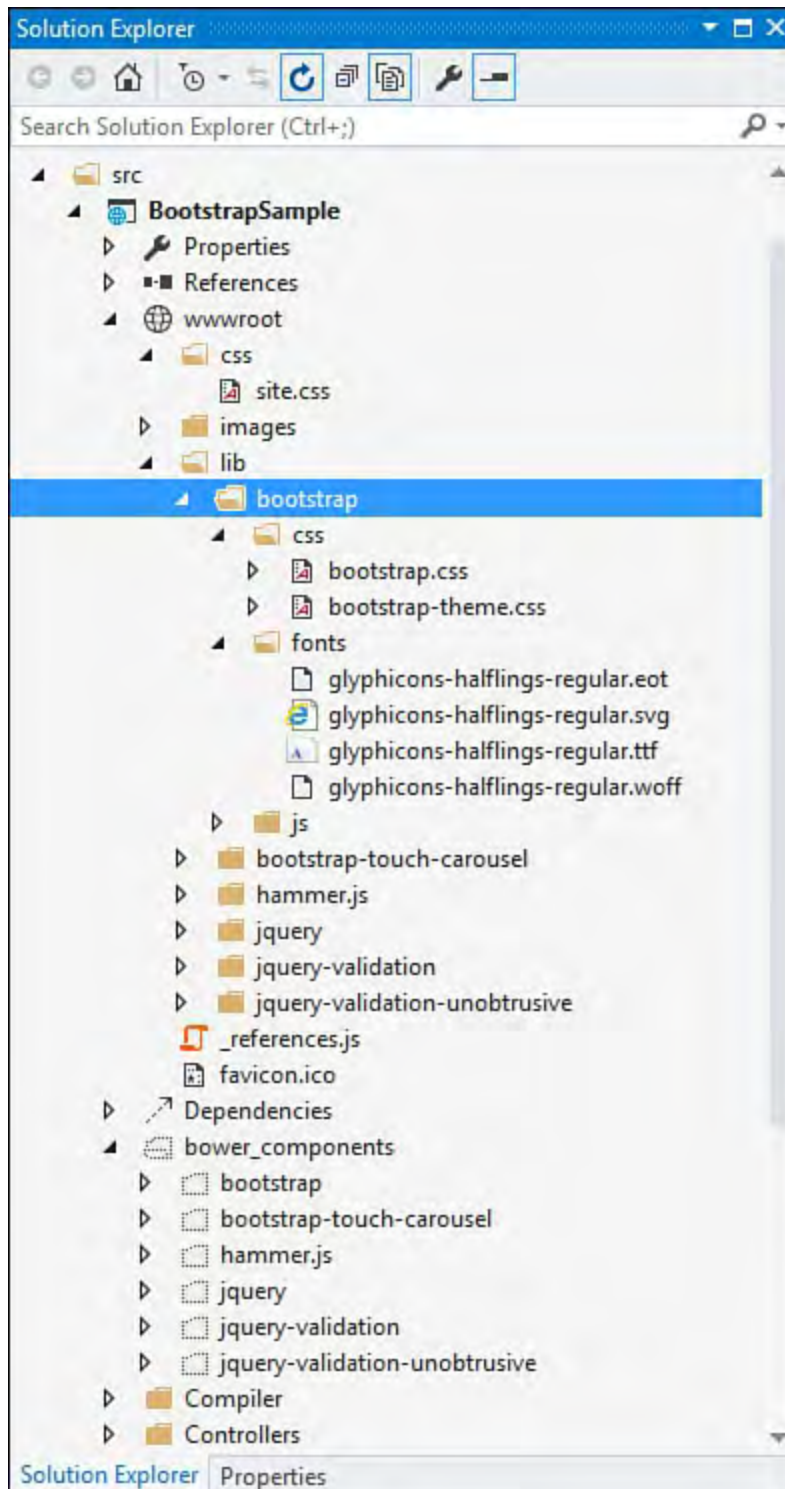 Solution Explorer
Search Solution Explorer (Ctrl+;)
src
BootstrapSample
Properties
References
wwwroot
css
site.css
images
lib
bootstrap
css
bootstrap.css
bootstrap-theme.css
fonts
glyphicons-halflings-regular.eot
glyphicons-halflings-regular.svg
glyphicons-halflings-regular.ttf
glyphicons-halflings-regular.woff
js
bootstrap-touch-carousel
hammer.js
jquery
jquery-validation
jquery-validation-unobtrusive
_references.js
favicon.ico
Dependencies
bower_components
bootstrap
bootstrap-touch-carousel
hammer.js
jquery
jquery-validation
jquery-validation-unobtrusive
Compiler
Controllers
Solution Explorer Properties